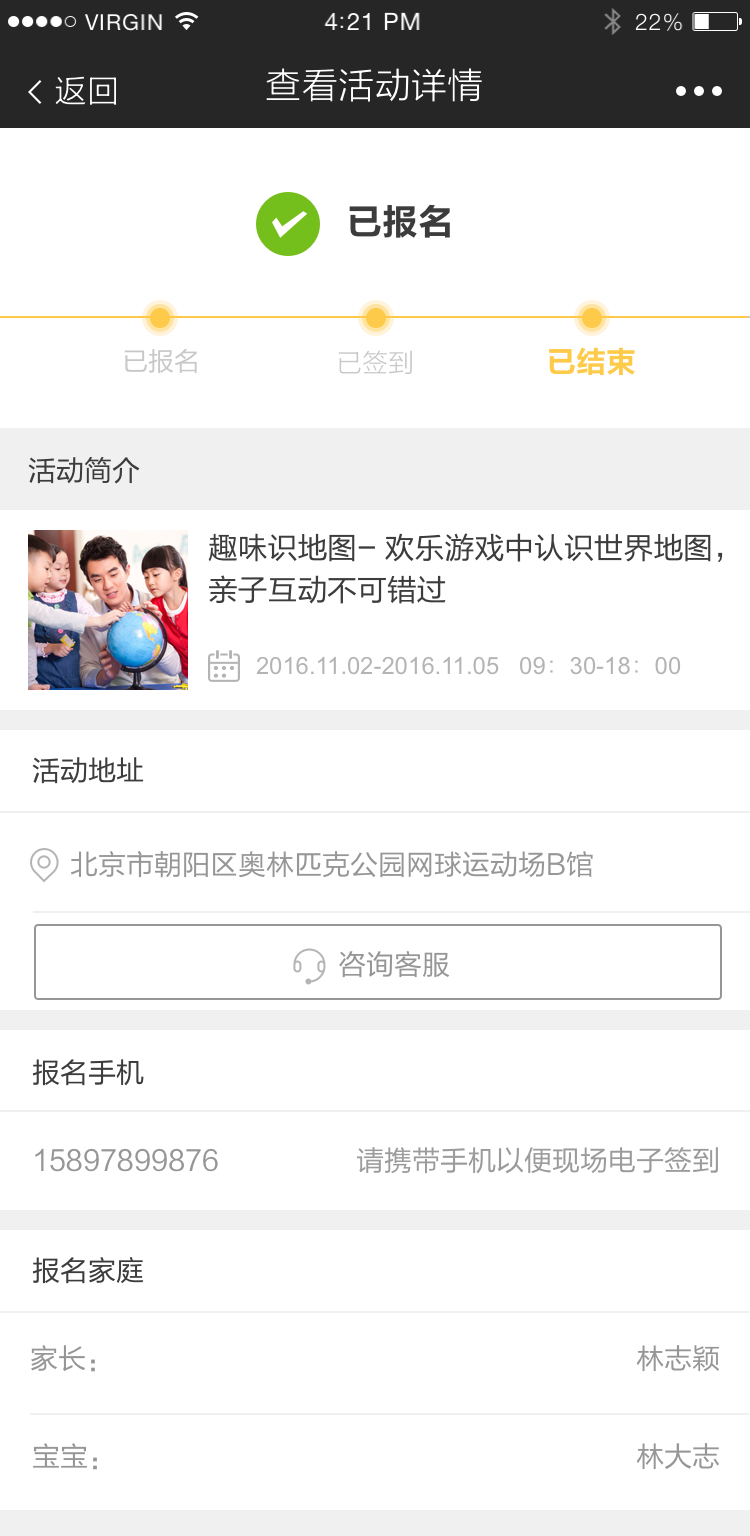 VIRGIN 4:21 PM 22%
返回 查看活动详情
已报名
已报名 已签到 已结束
活动简介
趣味识地图- 欢乐游戏中认识世界地图，
亲子互动不可错过
2016.11.02-2016.11.05 09：30-18：00
活动地址
北京市朝阳区奥林匹克公园网球运动场B馆
咨询客服
报名手机
15897899876 请携带手机以便现场电子签到
报名家庭
家长： 林志颖
宝宝： 林大志